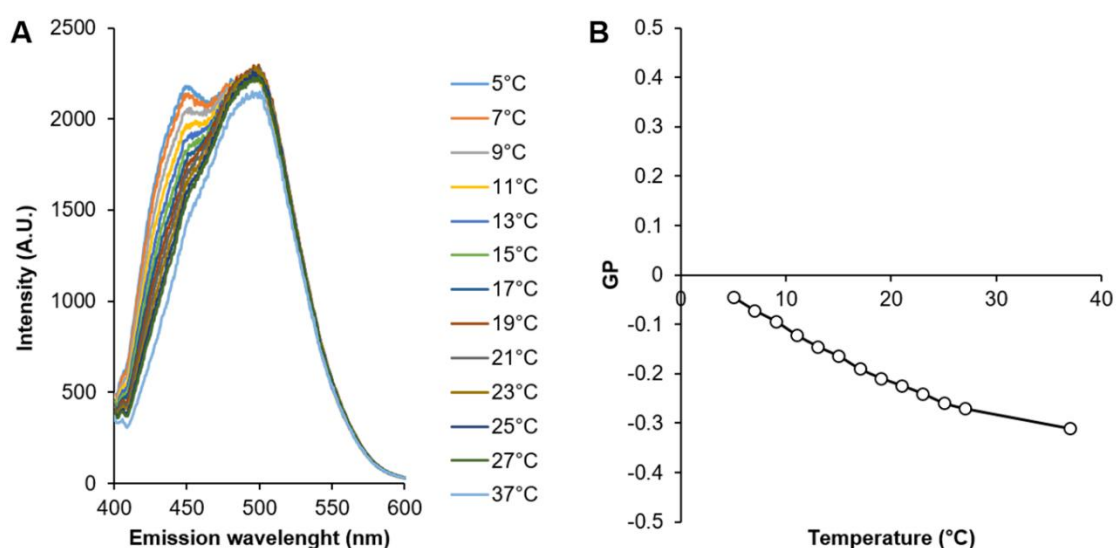 A
2500
2000
1500
1000
500
0
400
450
500
550
600
Intensity (A.U.)
Emission wavelenght (nm)
5°C
7°C
9°C
11°C
13°C
15°C
17°C
19°C
21°C
23°C
25°C
27°C
37°C
B
0.5
0.4
0.3
0.2
0.1
0
-0.1
-0.2
-0.3
-0.4
-0.5
0
10
20
30
40
GP
Temperature (°C)